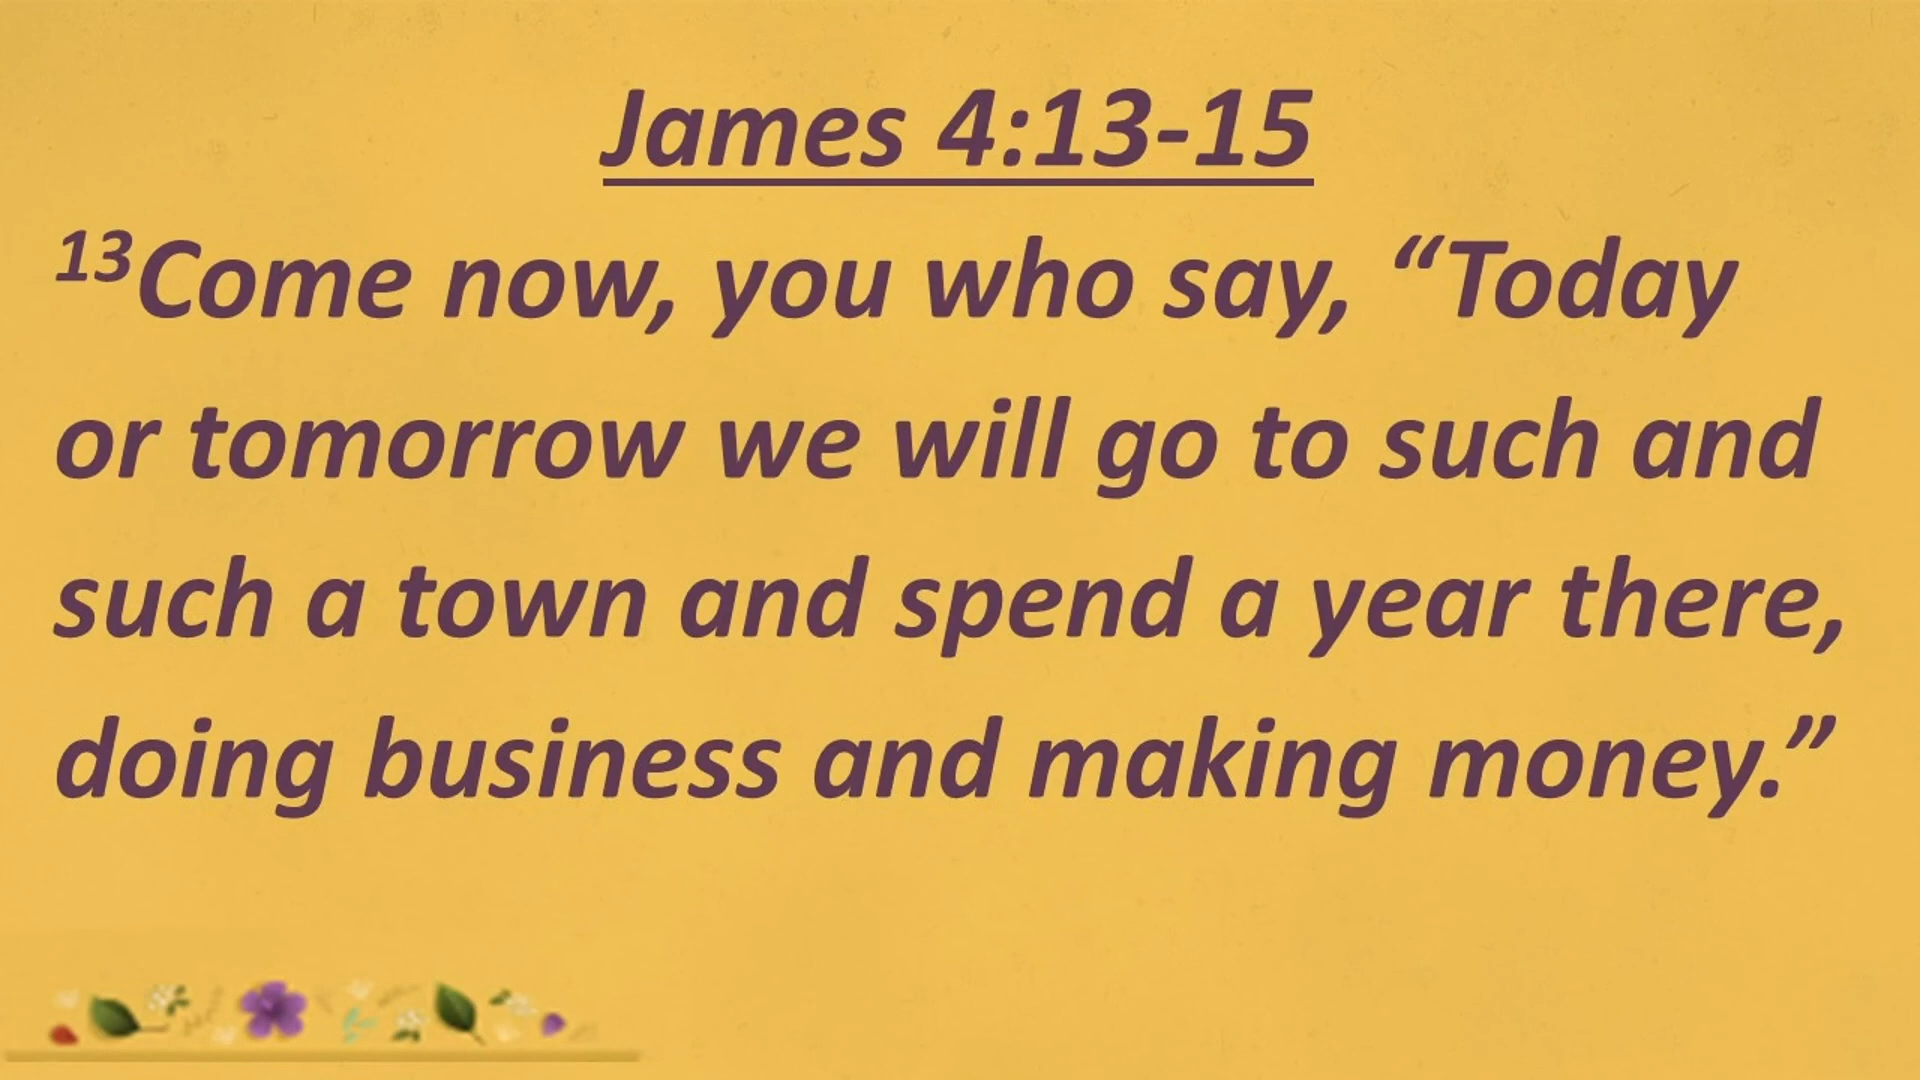 James 4:13-15
13Come now, you who say, “Today
or tomorrow we will go to such and
such a town and spend a year there,
doing business and making money.”